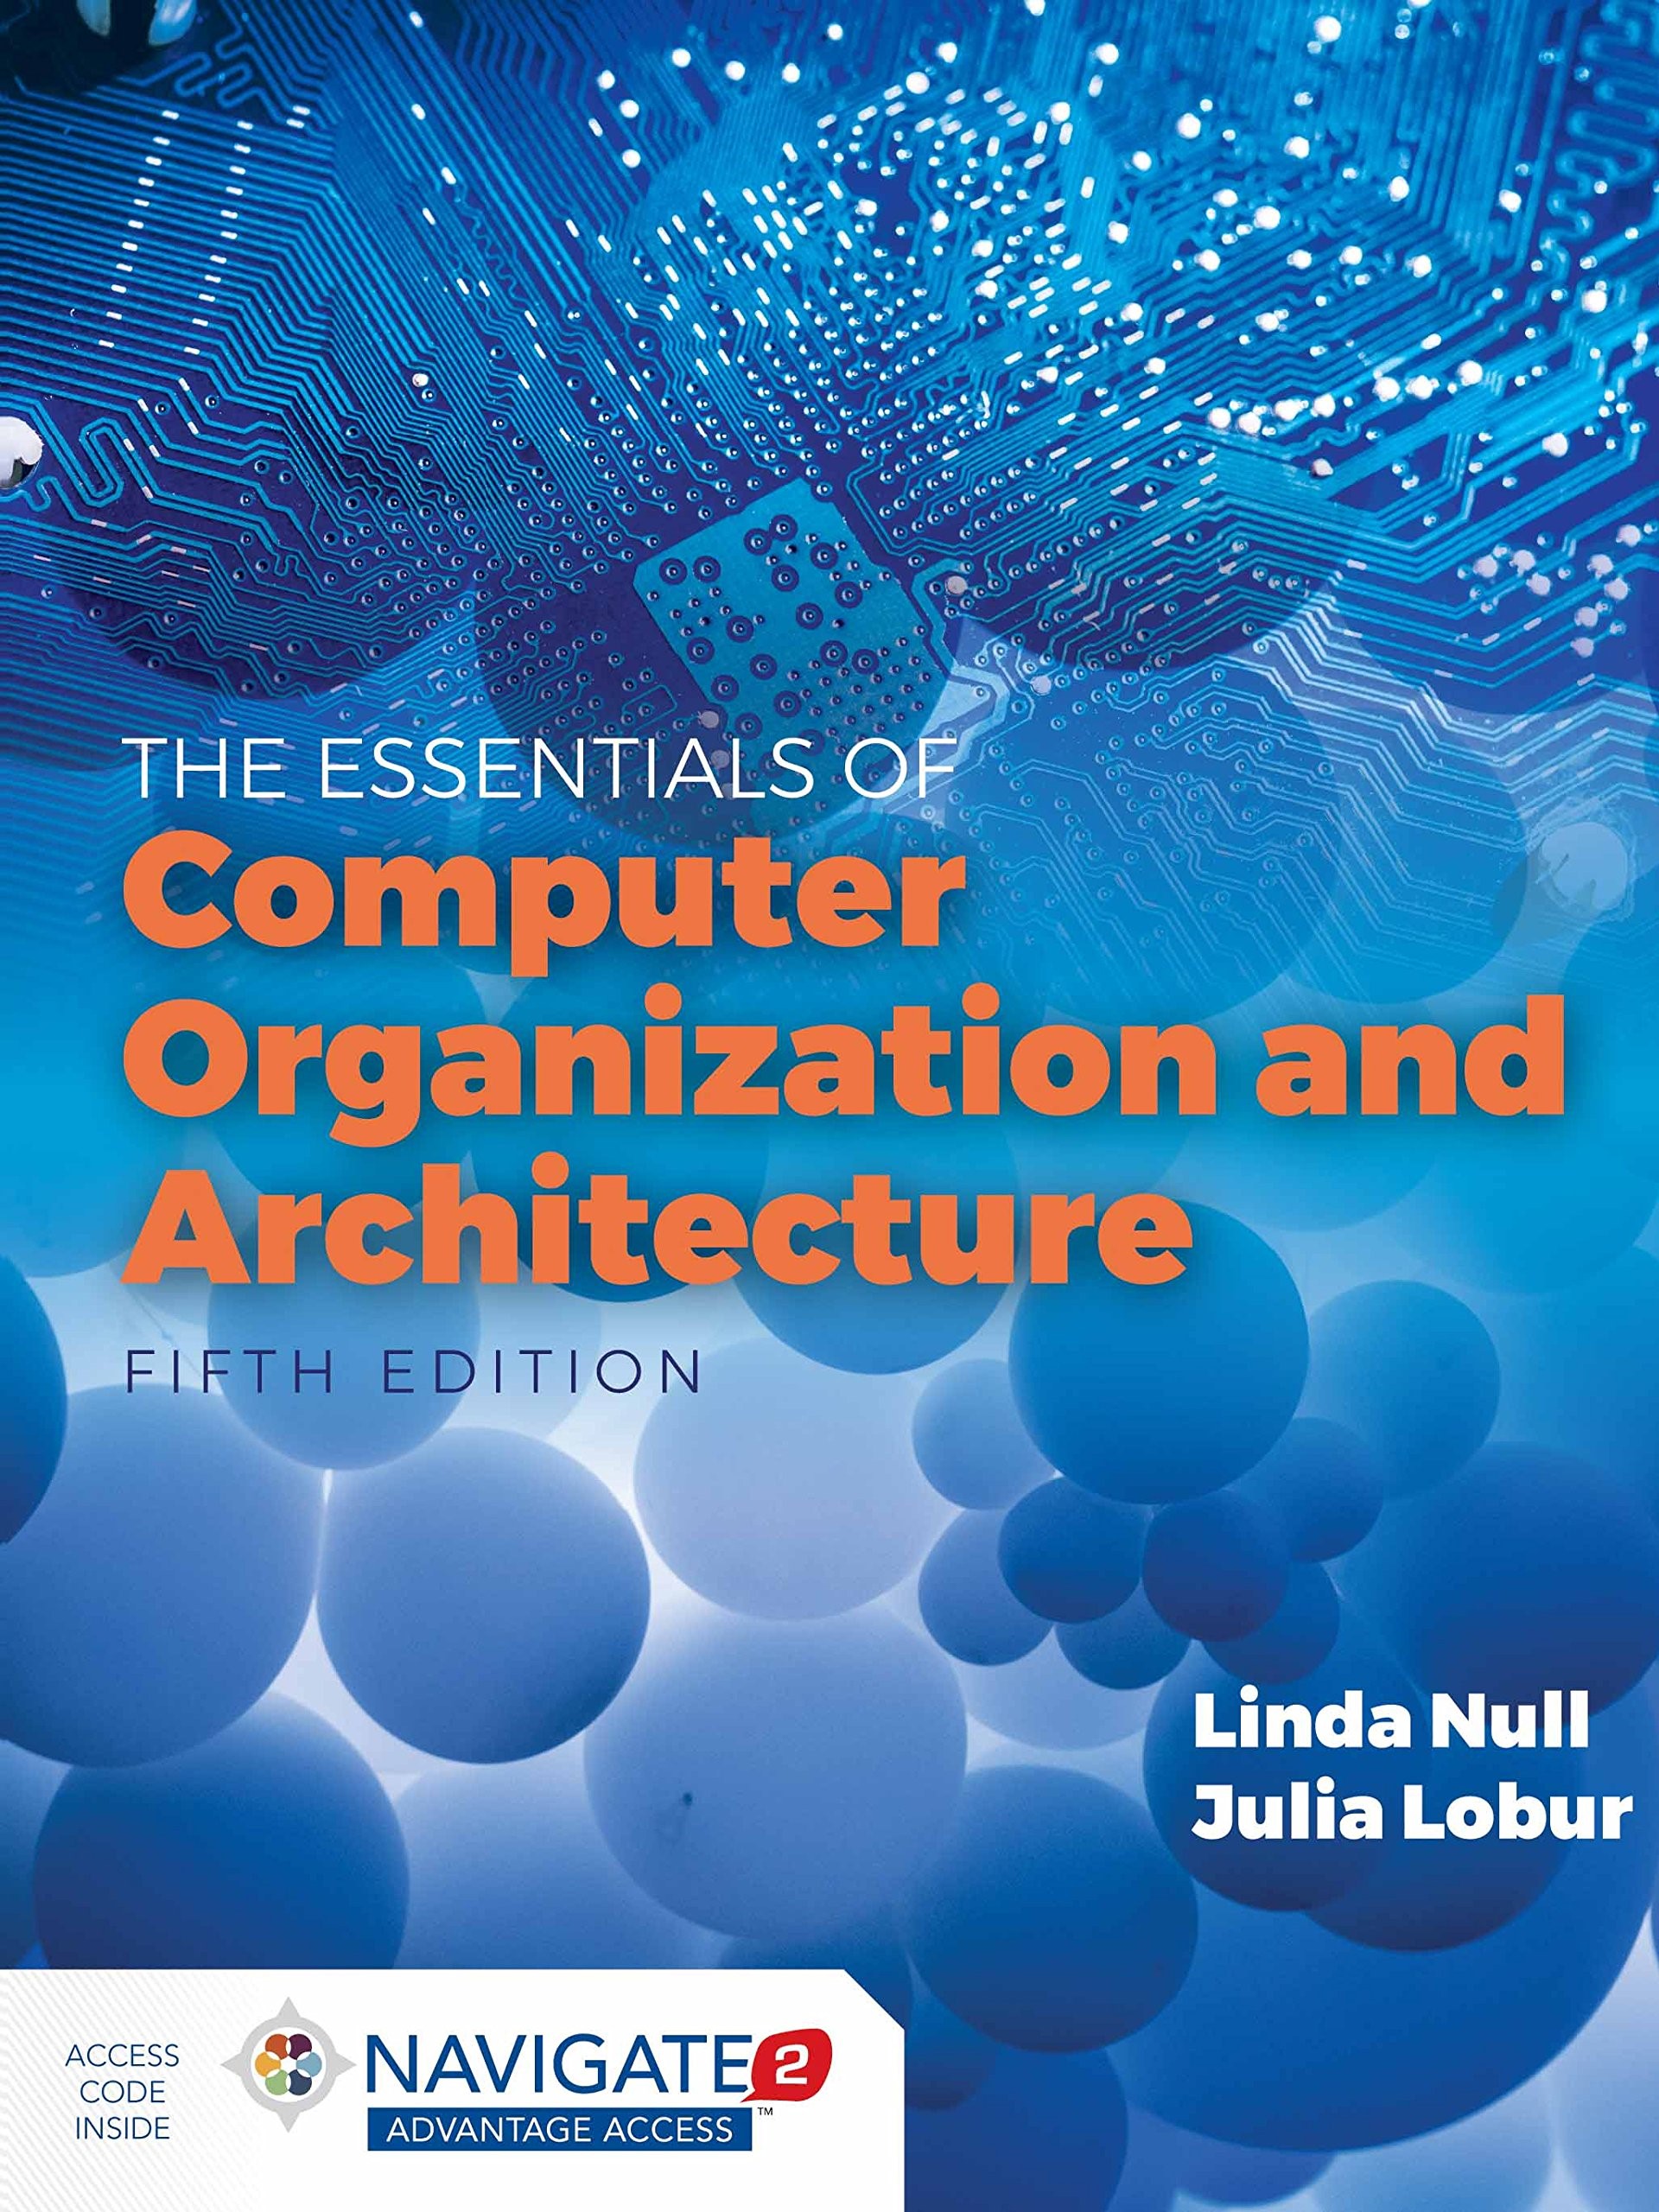 THE ESSENTIALS OF
Computer
Organization and
Architecture
FIFTH EDITION
Linda Null
Julia Lobur
ACCESS
CODE
INSIDE
NAVIGATE 2
ADVANTAGE ACCESS ™